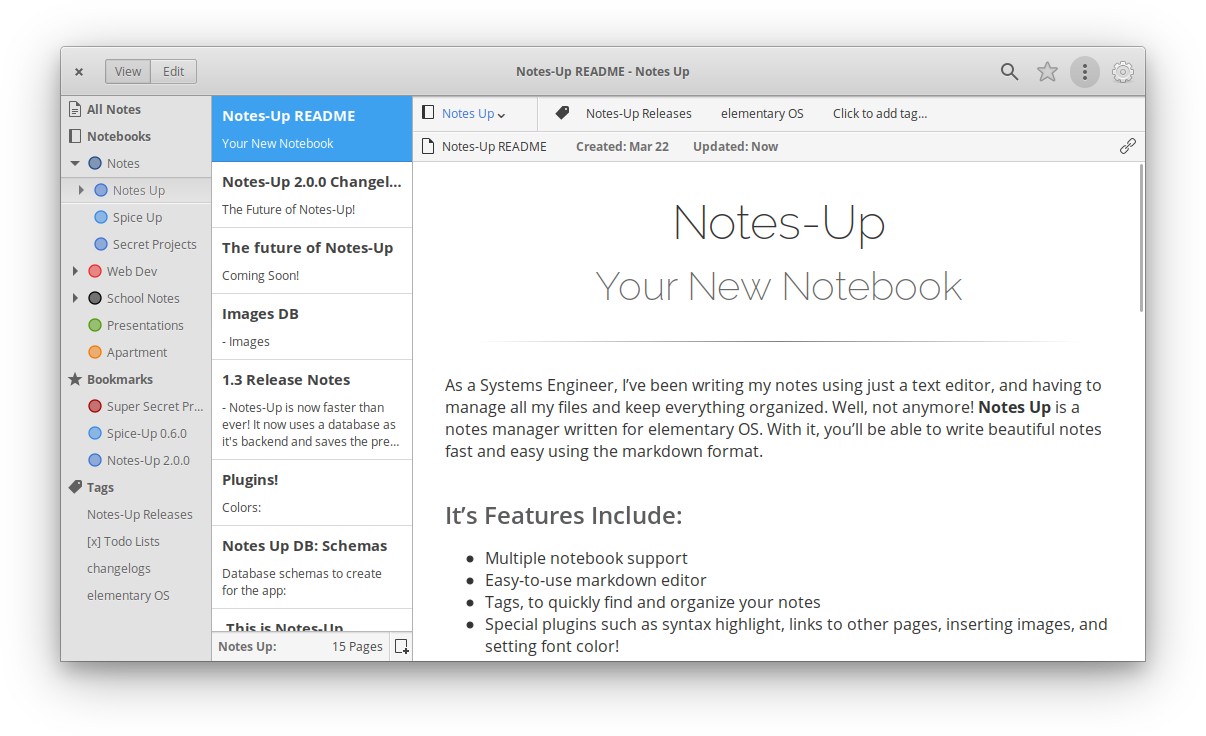 View Edit
Notes-Up README - Notes Up
All Notes
Notebooks
Notes
Notes Up
Spice Up
Secret Projects
Web Dev
School Notes
Presentations
Apartment
Bookmarks
Super Secret Pr...
Spice-Up 0.6.0
Notes-Up 2.0.0
Tags
Notes-Up Releases
[x] Todo Lists
changelogs
elementary OS
Notes-Up README
Your New Notebook
Notes-Up 2.0.0 Changel...
The Future of Notes-Up!
The future of Notes-Up
Coming Soon!
Images DB
- Images
1.3 Release Notes
- Notes-Up is now faster than
ever! It now uses a database as
it's backend and saves the pre...
Plugins!
Colors:
Notes Up DB: Schemas
Database schemas to create
for the app:
This is Notes-Up
Notes Up: 15 Pages
Notes Up Notes-Up Releases elementary OS Click to add tag...
Notes-Up README Created: Mar 22 Updated: Now
Notes-Up
Your New Notebook
As a Systems Engineer, I’ve been writing my notes using just a text editor, and having to
manage all my files and keep everything organized. Well, not anymore! Notes Up is a
notes manager written for elementary OS. With it, you’ll be able to write beautiful notes
fast and easy using the markdown format.
It’s Features Include:
Multiple notebook support
Easy-to-use markdown editor
Tags, to quickly find and organize your notes
Special plugins such as syntax highlight, links to other pages, inserting images, and
setting font color!